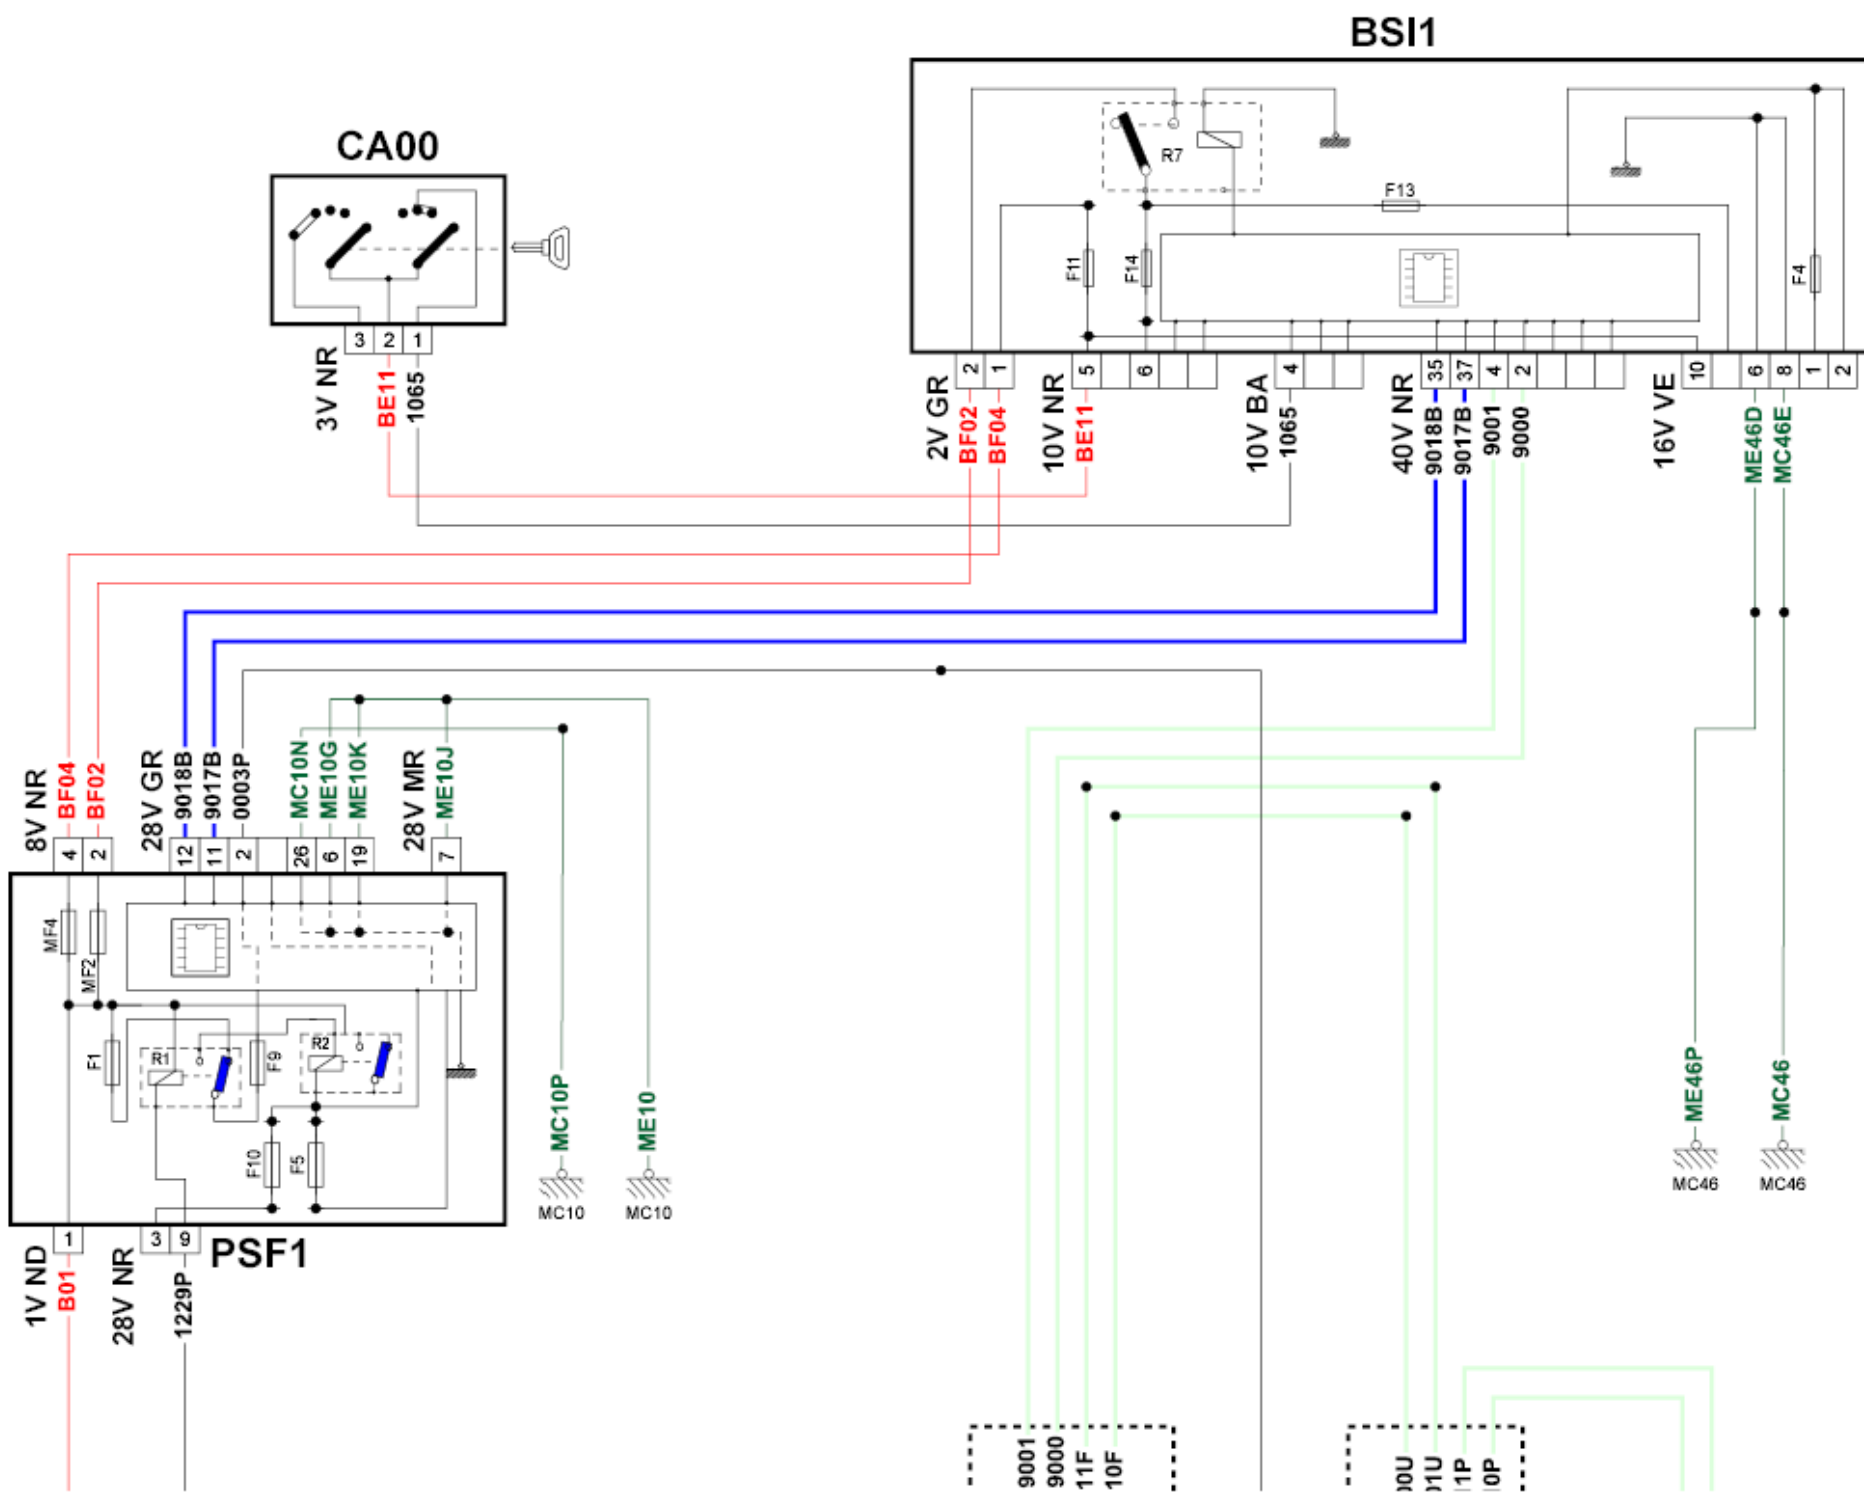 BSI1
CA00
R7
F13
F11
F14
F4
3 2 1
3V NR
BE11
1065
2 1 5 6 4 35 37 4 2 10 6 8 1 2
2V GR
BF02
BF04
10V NR
BE11
10V BA
1065
40V NR
9018B
9017B
9001
9000
16V VE
ME46D
MC46E
8V NR
BF04
BF02
28V GR
9018B
9017B
0003P
MC10N
ME10G
ME10K
28V MR
ME10J
4 2 12 11 2 26 6 19 7
MF4
MF2
F1
R1
F9
R2
F10
F5
MC10P
ME10
MC10
MC10
ME46P
MC46
MC46
MC46
1 3 9
PSF1
1V ND
B01
28V NR
1229P
9001
9000
11F
10F
00U
01U
1P
0P